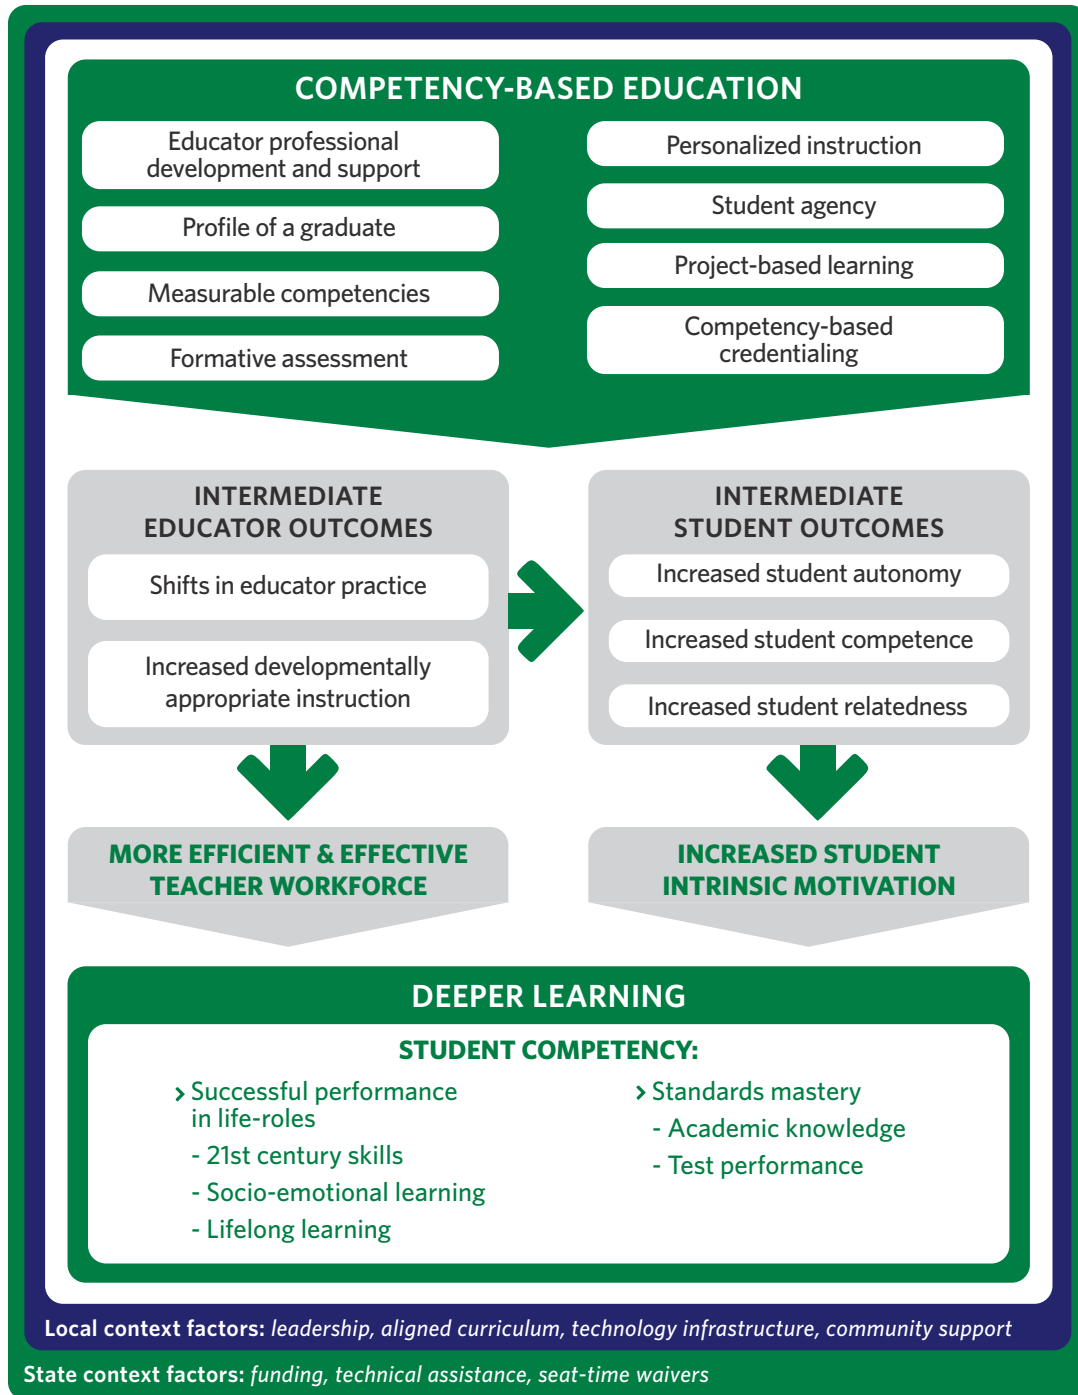 COMPETENCY-BASED EDUCATION
Educator professional
development and support
Profile of a graduate
Measurable competencies
Formative assessment
Personalized instruction
Student agency
Project-based learning
Competency-based
credentialing
INTERMEDIATE
EDUCATOR OUTCOMES
Shifts in educator practice
Increased developmentally
appropriate instruction
INTERMEDIATE
STUDENT OUTCOMES
Increased student autonomy
Increased student competence
Increased student relatedness
MORE EFFICIENT & EFFECTIVE
TEACHER WORKFORCE
INCREASED STUDENT
INTRINSIC MOTIVATION
DEEPER LEARNING
STUDENT COMPETENCY:
> Successful performance
in life-roles
- 21st century skills
- Socio-emotional learning
- Lifelong learning
> Standards mastery
- Academic knowledge
- Test performance
Local context factors: leadership, aligned curriculum, technology infrastructure, community support
State context factors: funding, technical assistance, seat-time waivers